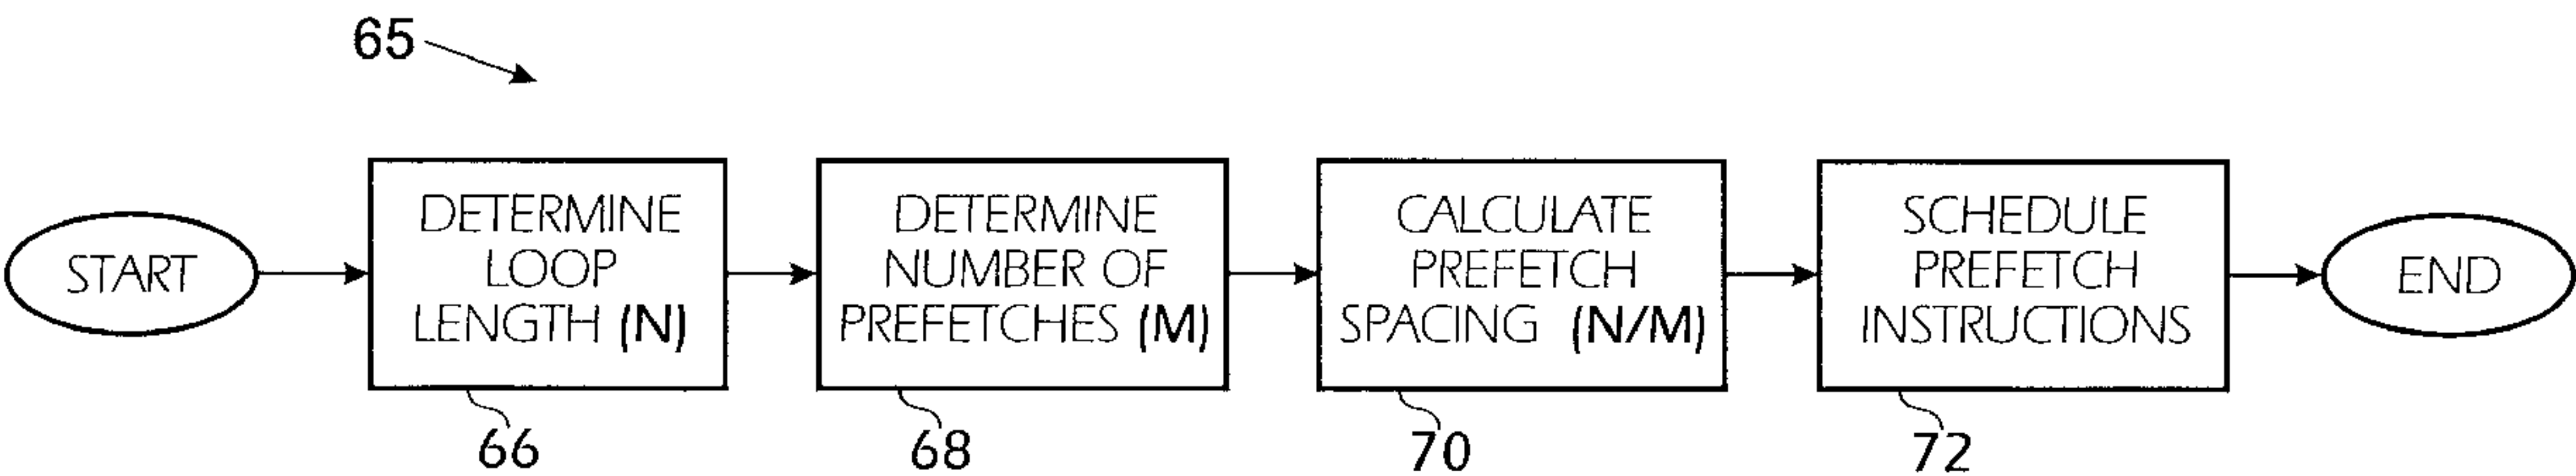 65
START
DETERMINE
LOOP
LENGTH (N)
66
DETERMINE
NUMBER OF
PREFETCHES (M)
68
CALCULATE
PREFETCH
SPACING (N/M)
70
SCHEDULE
PREFETCH
INSTRUCTIONS
72
END